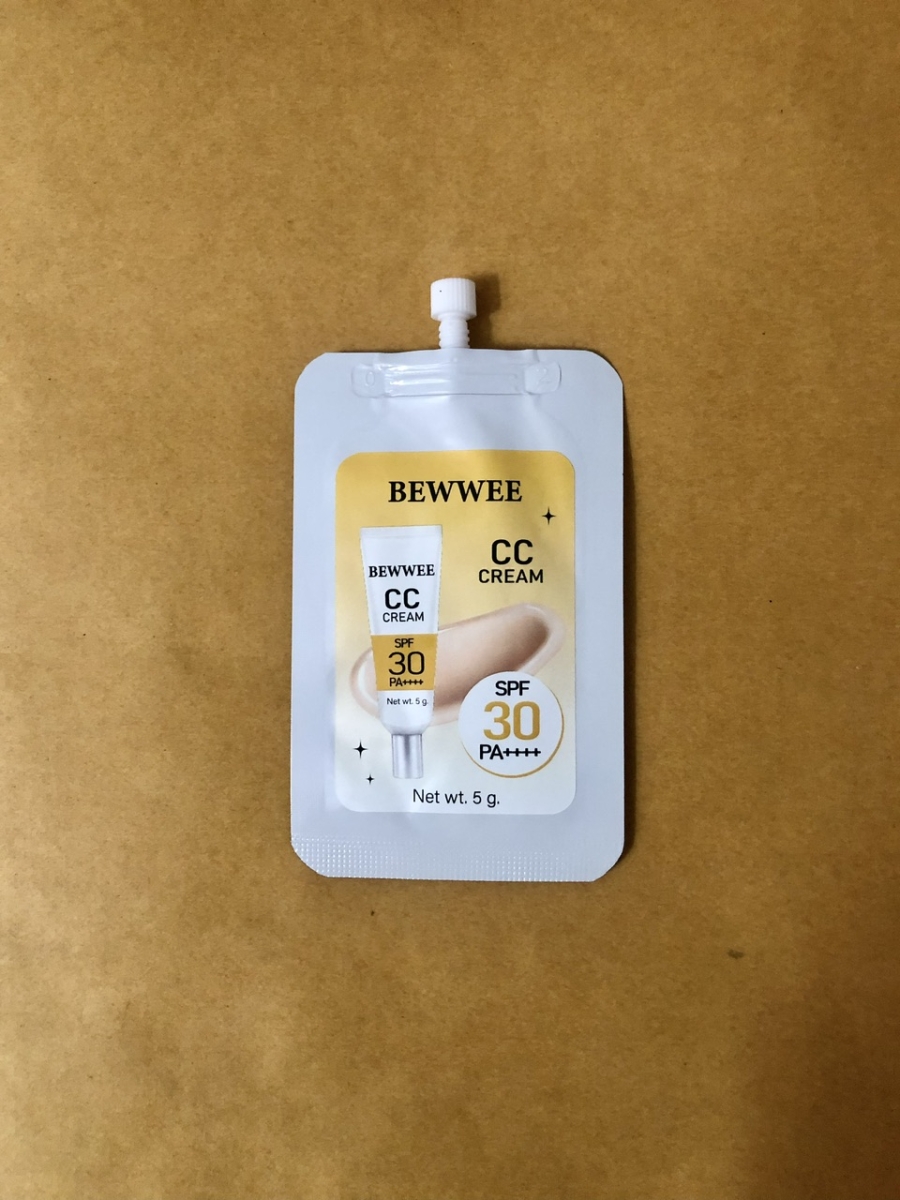 BEWWEE
CC
CREAM
BEWWEE
CC
CREAM
SPF
30
PA++++
Net wt. 5 g.
SPF
30
PA++++
Net wt. 5 g.